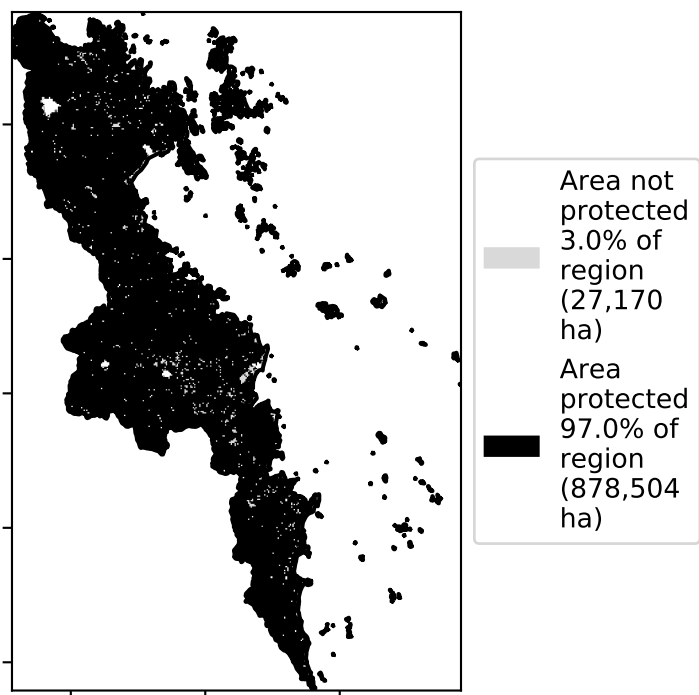 Area not
protected
3.0% of
region
(27,170
ha)
Area
protected
97.0% of
region
(878,504
ha)